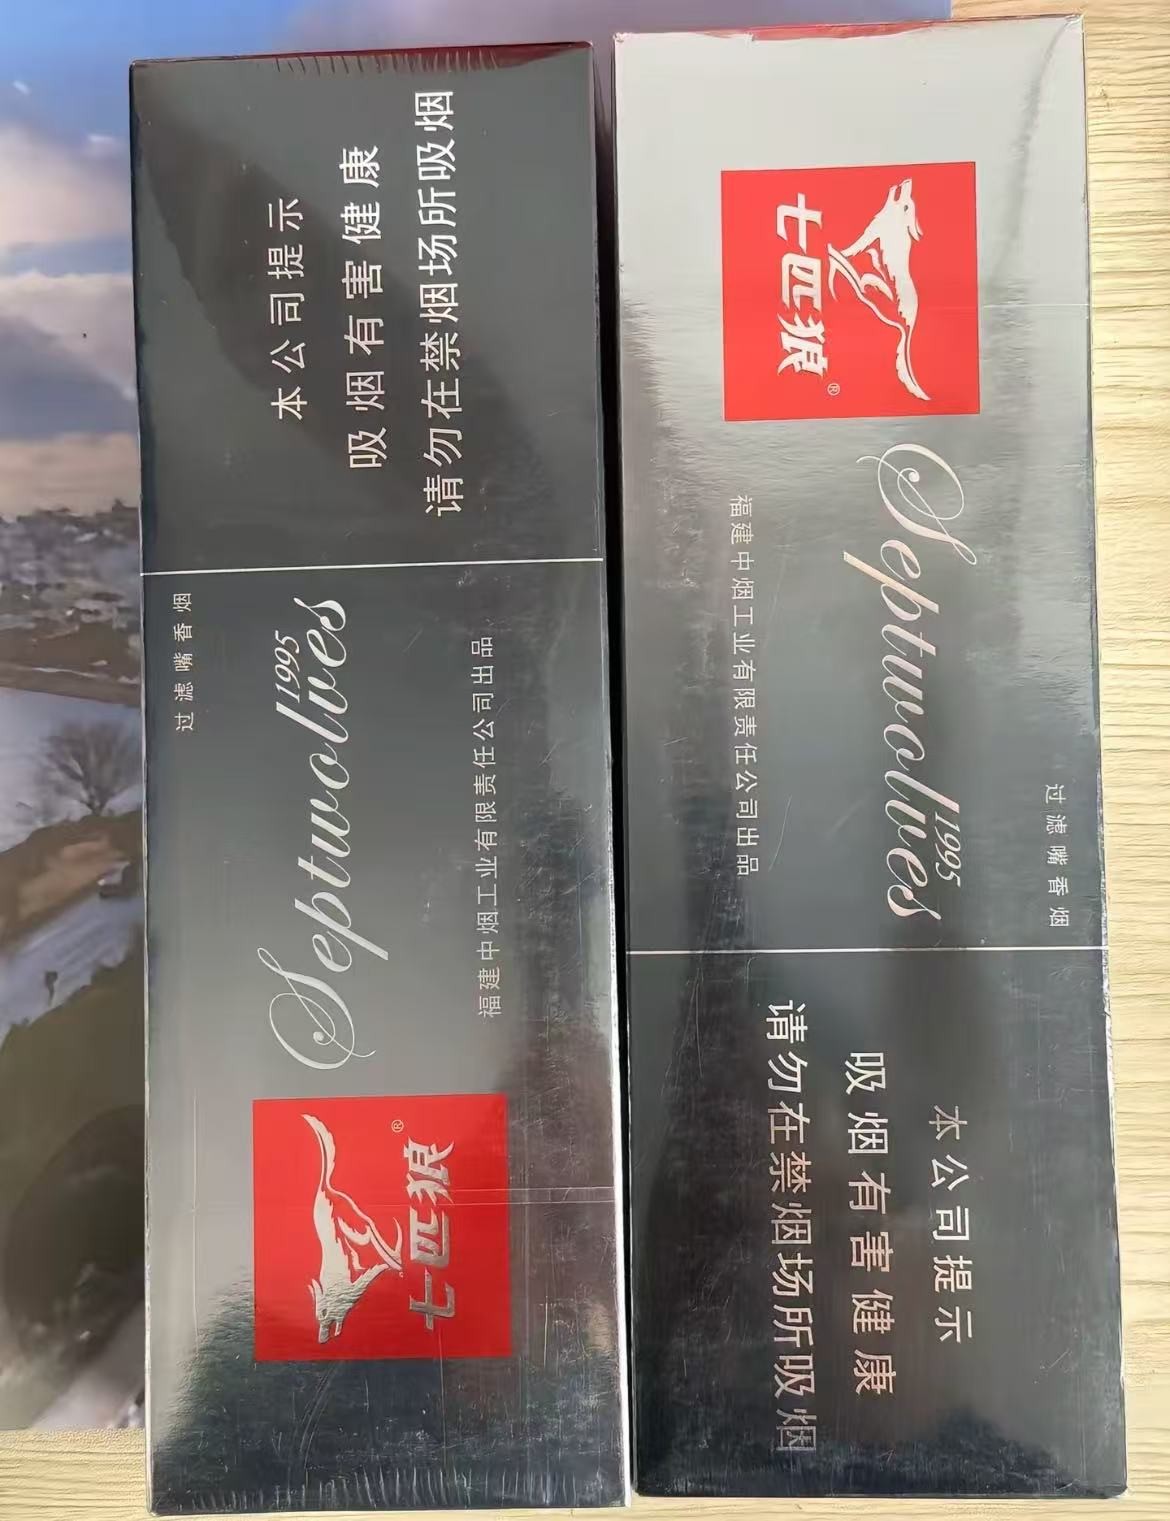 本公司提示
吸烟有害健康
请勿在禁烟场所吸烟
过滤嘴香烟
Septwolves
1995
福建中烟工业有限责任公司出品
七匹狼®
七匹狼®
Septwolves
1995
福建中烟工业有限责任公司出品
过滤嘴香烟
本公司提示
吸烟有害健康
请勿在禁烟场所吸烟